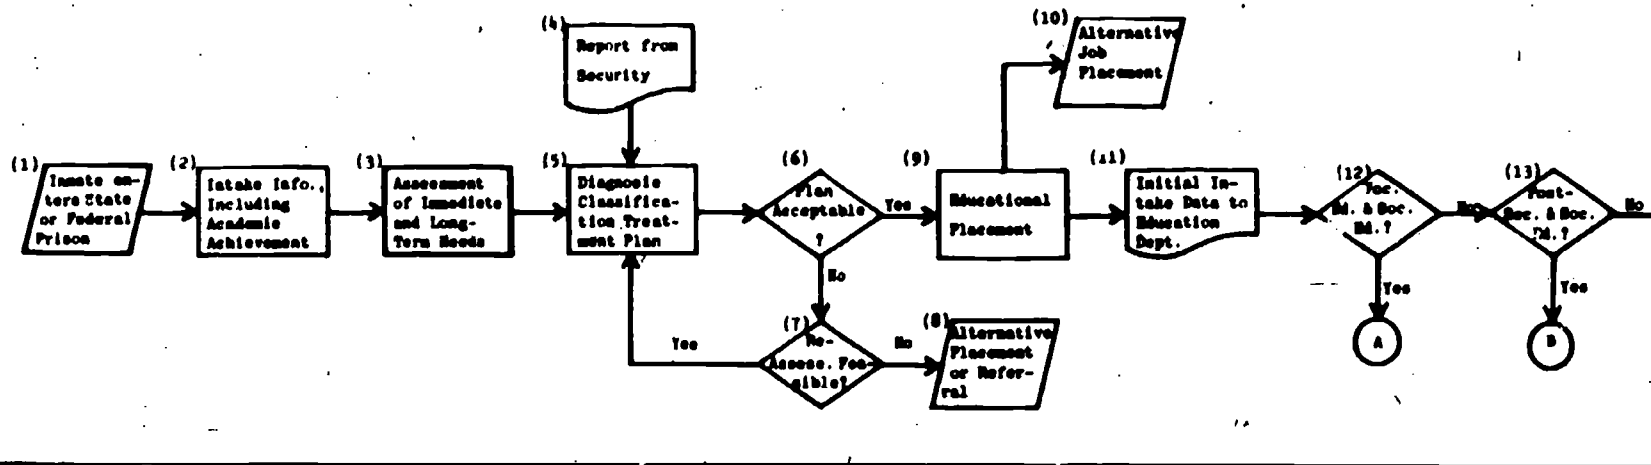 (1)
Inmate en-
ters State
or Federal
Prison
(2)
Intake Info.,
Including
Academic
Achievement
(3)
Assessment
of Immediate
and Long-
Term Needs
(4)
Report from
Security
(5)
Diagnosis
Classifica-
tion Treat-
ment Plan
(6)
Plan
Acceptable
?
Yes
No
(7)
Re-
Assess. Fea-
sible?
Yes
No
(8)
Alternative
Placement
or Refer-
ral
(9)
Educational
Placement
(10)
Alternative
Job
Placement
(11)
Initial In-
take Data to
Education
Dept.
(12)
Ed. & Soc.
Ed.?
No
Yes
A
(13)
Post-
Sec. & Soc.
Ed.?
No
Yes